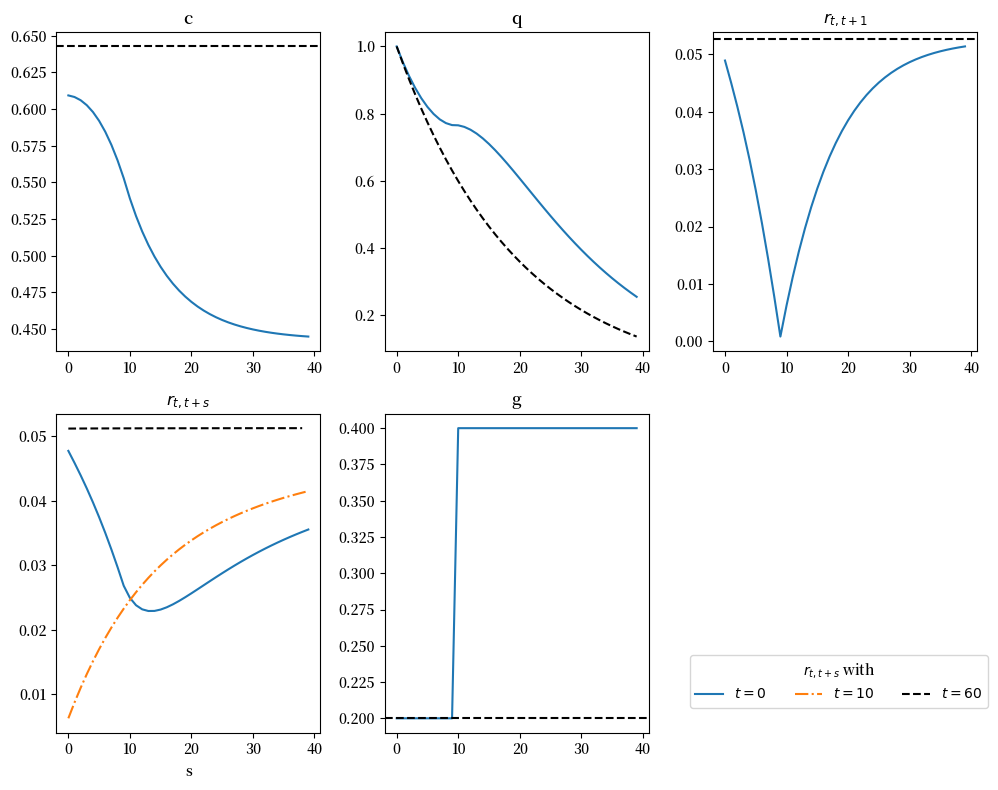 c
0.650
0.625
0.600
0.575
0.550
0.525
0.500
0.475
0.450
0 10 20 30 40
q
1.0
0.8
0.6
0.4
0.2
0 10 20 30 40
r_{t,t+1}
0.05
0.04
0.03
0.02
0.01
0.00
0 10 20 30 40
r_{t,t+s}
0.05
0.04
0.03
0.02
0.01
0 10 20 30 40
s
g
0.400
0.375
0.350
0.325
0.300
0.275
0.250
0.225
0.200
0 10 20 30 40
r_{t,t+s} with
t = 0 t = 10 t = 60